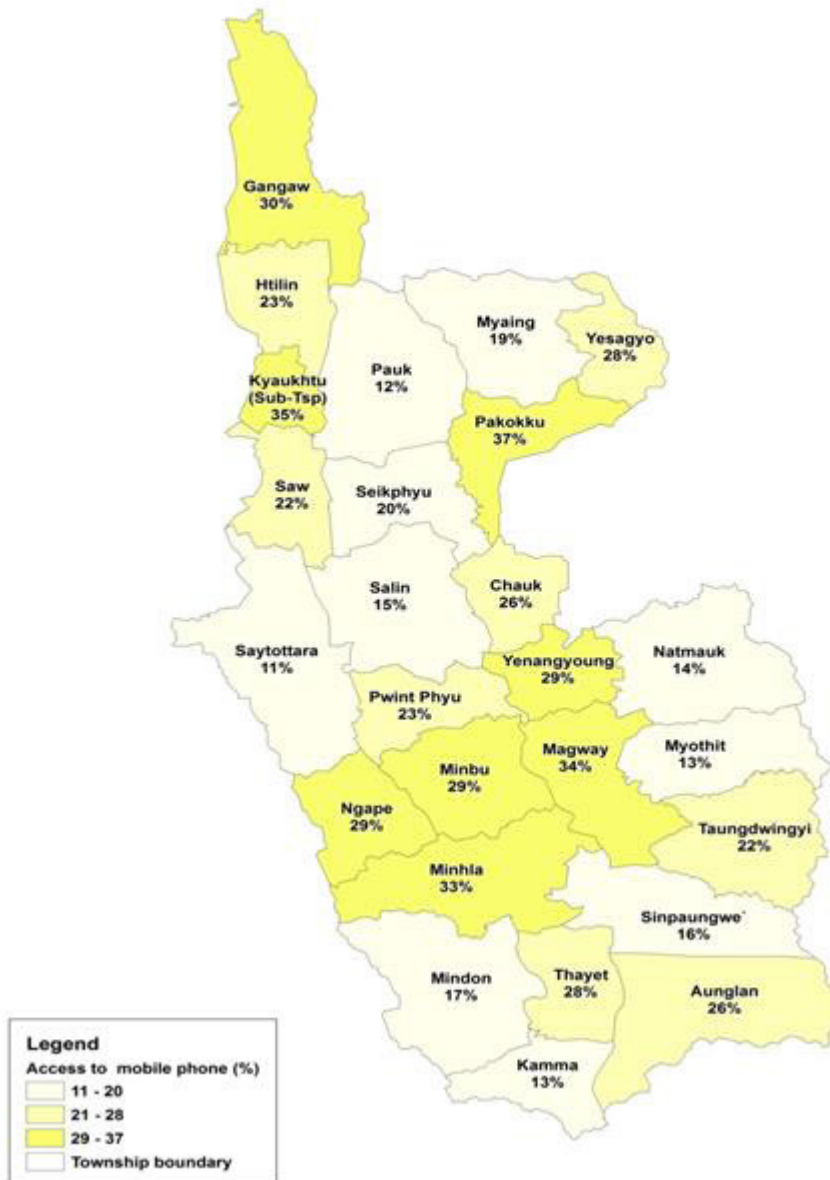 Gangaw
30%
Htilin
23%
Myaing
19%
Yesagyo
28%
Pauk
12%
Kyaukhtu
(Sub-Tsp)
35%
Pakokku
37%
Saw
22%
Seikphyu
20%
Salin
15%
Chauk
26%
Saytottara
11%
Yenangyoung
29%
Natmauk
14%
Pwint Phyu
23%
Minbu
29%
Magway
34%
Myothit
13%
Ngape
29%
Taungdwingyi
22%
Minhla
33%
Sinpaungwe`
16%
Mindon
17%
Thayet
28%
Aunglan
26%
Kamma
13%
Legend
Access to mobile phone (%)
11 - 20
21 - 28
29 - 37
Township boundary